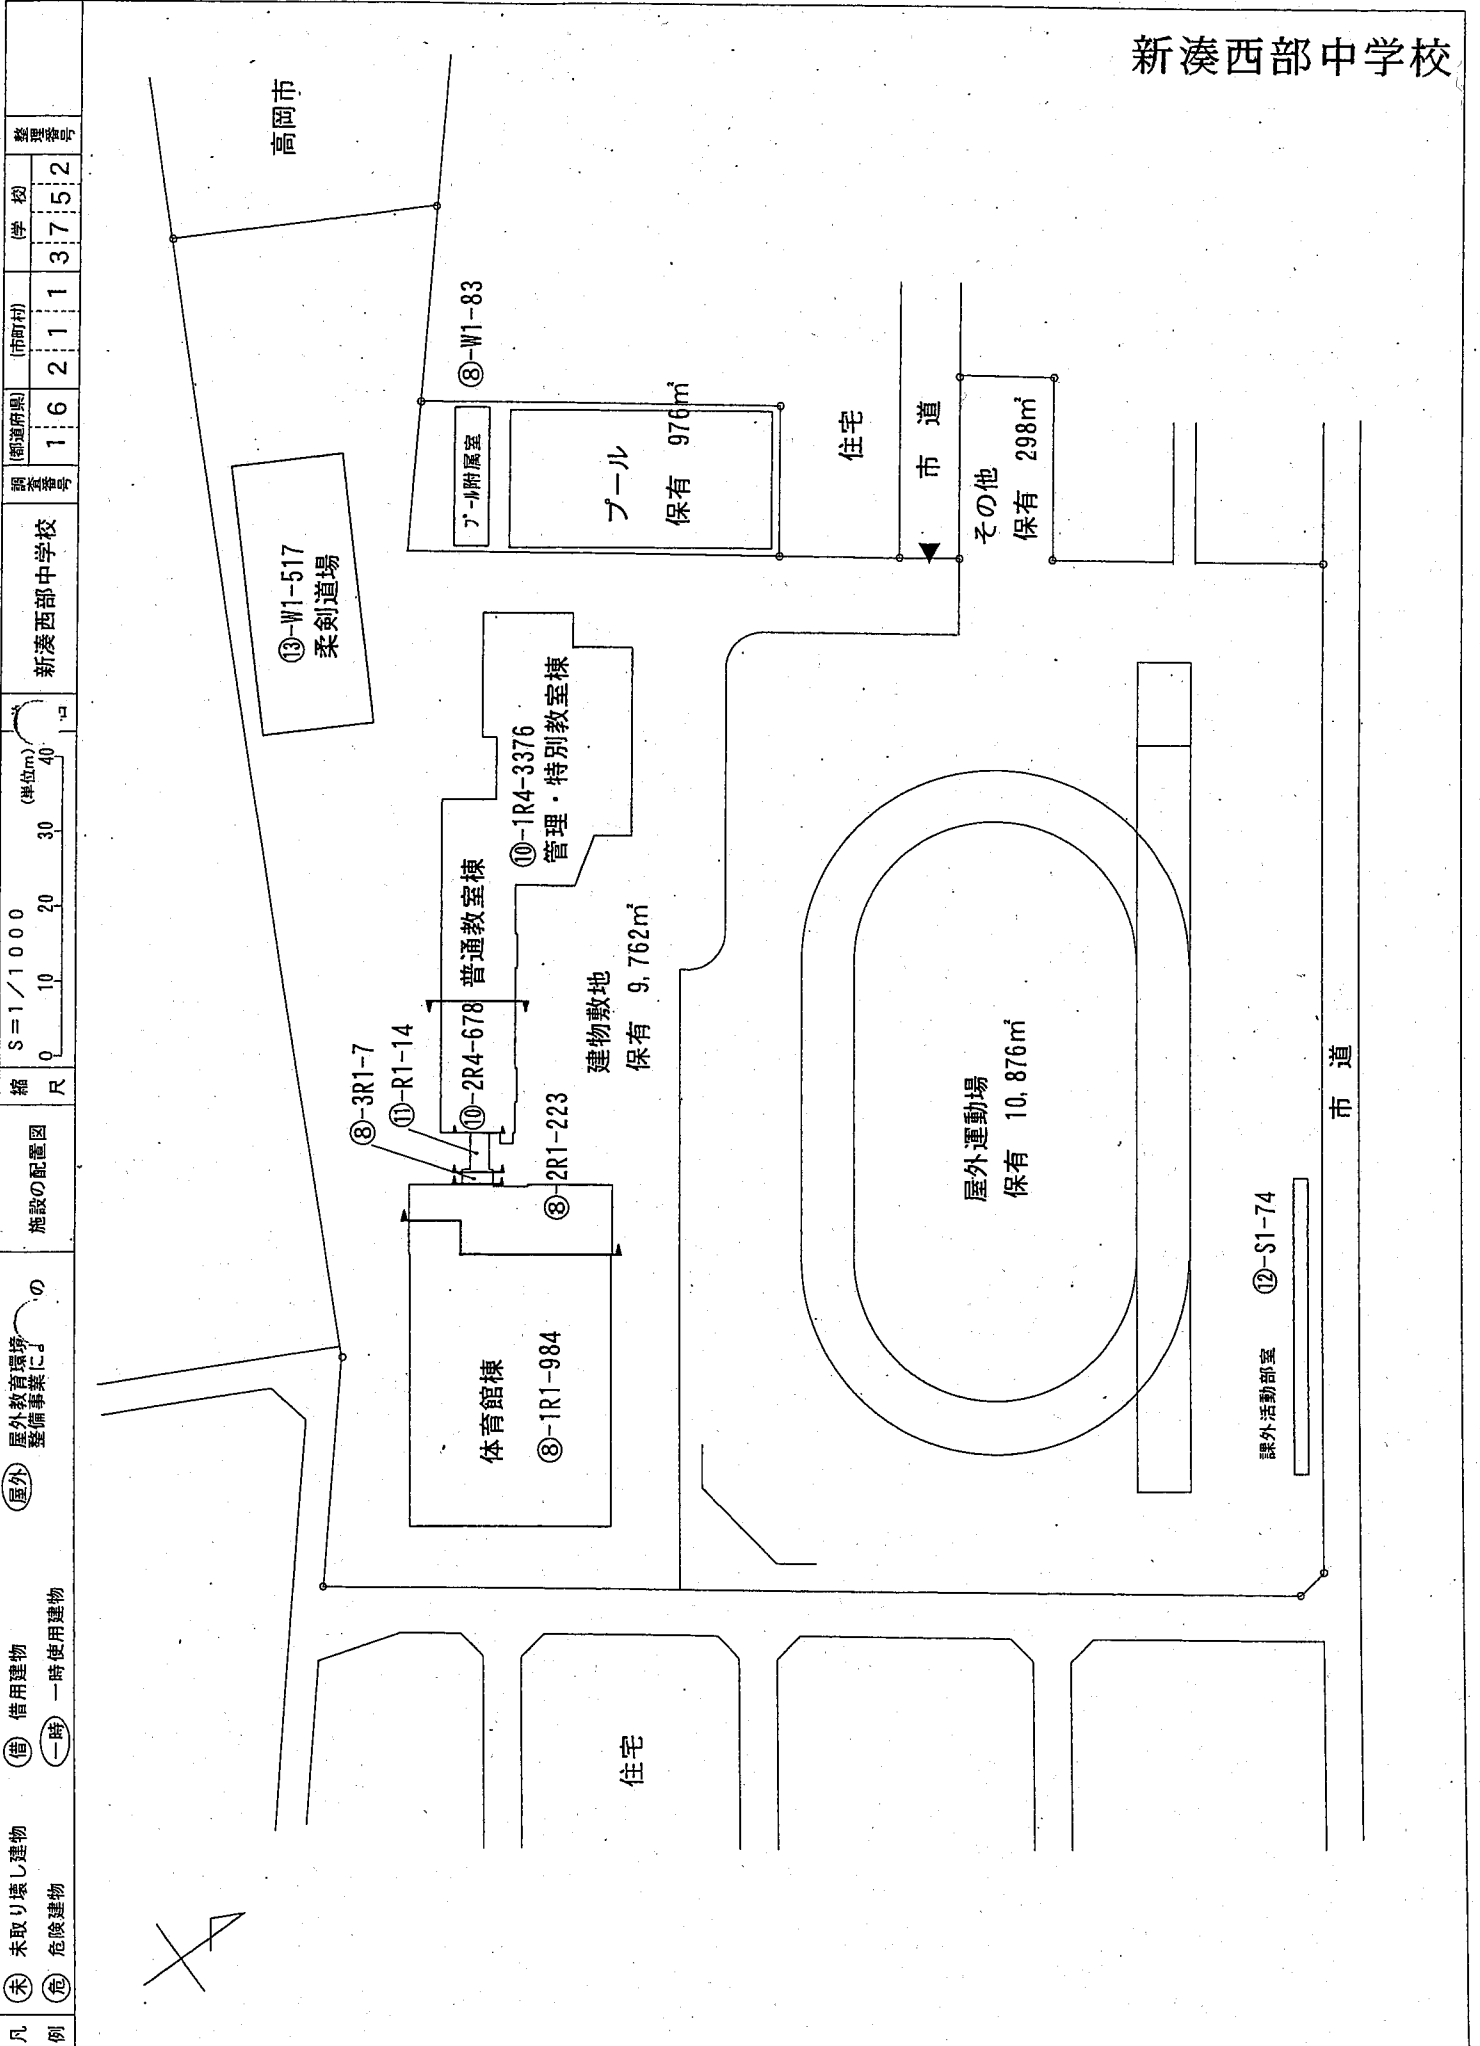 新湊西部中学校
凡例
㊍ 未取り壊し建物
危 危険建物
借 借用建物
一時 一時使用建物
屋外 屋外教育環境
整備事業に
の
施設の配置図
縮尺
S=1/1000
0 10 20 30 40
(単位m)
新湊西部中学校
調査番号
(都道府県)
(市町村)
(学校)
1 6 2 1 1 3 7 5 2
整理番号
高岡市
⑬-W1-517
柔剣道場
⑧-W1-83
プール附属室
プール
保有 976㎡
住宅
市道
その他
保有 298㎡
⑩-1R4-3376
管理・特別教室棟
普通教室棟
⑩-2R4-678
⑧-3R1-7
⑪-R1-14
⑧-2R1-223
建物敷地
保有 9,762㎡
体育館棟
⑧-1R1-984
屋外運動場
保有 10,876㎡
課外活動部室 ⑫-S1-74
市道
住宅